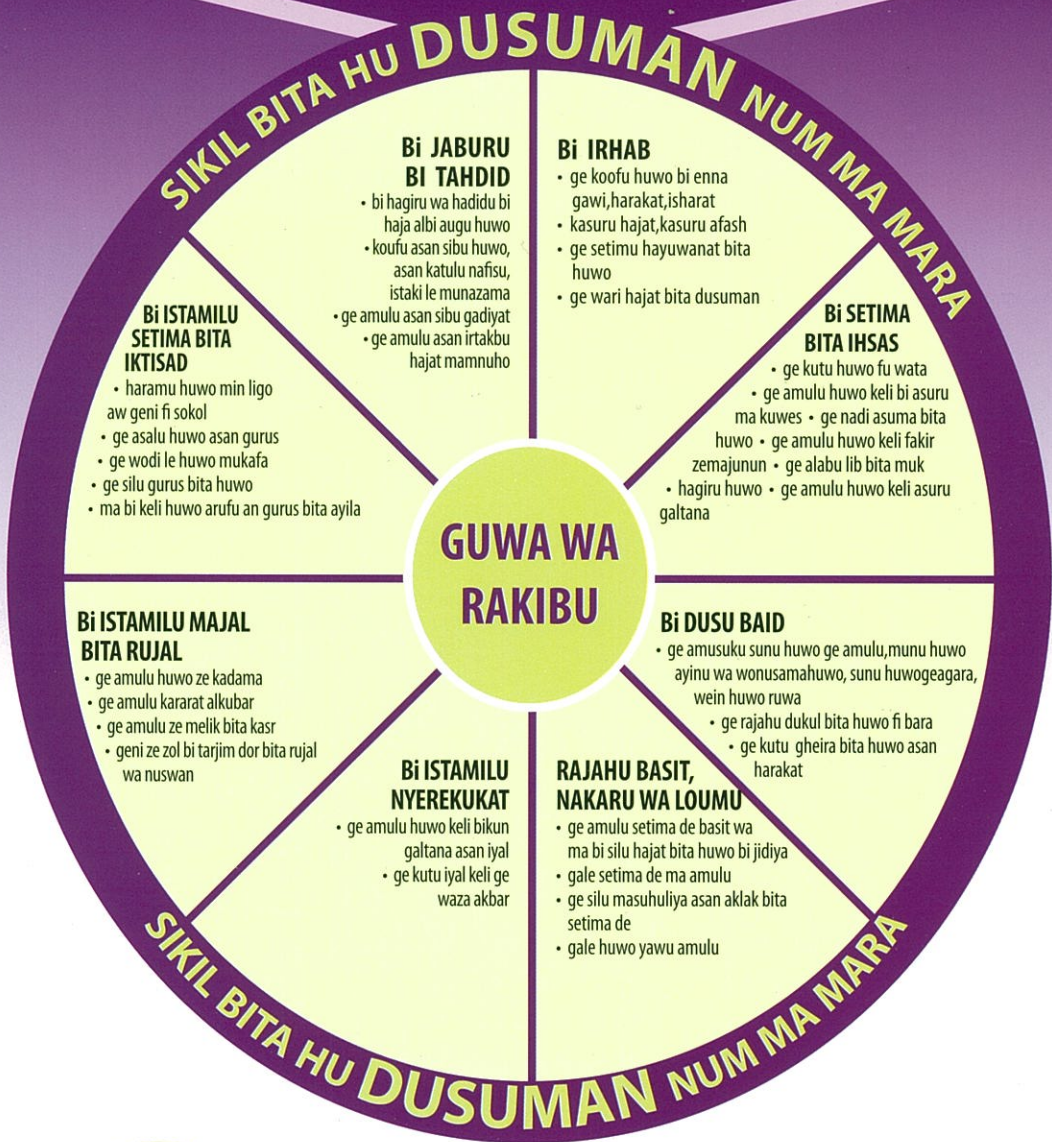 SIKIL BITA HU DUSUMAN NUM MA MARA
Bi JABURU
BI TAHDID
• bi hagiru wa hadidu bi
haja albi augu huwo
• koufu asan sibu huwo,
asan katulu nafisu,
istaki le munazama
• ge amulu asan sibu gadiyat
• ge amulu asan irtakbu
hajat mamnuho
Bi IRHAB
• ge koofu huwo bi enna
gawi,harakat,isharat
• kasuru hajat,kasuru afash
• ge setimu hayuwanat bita
huwo
• ge wari hajat bita dusuman
Bi SETIMA
BITA IHSAS
• ge kutu huwo fu wata
• ge amulu huwo keli bi asuru
ma kuwes • ge nadi asuma bita
huwo • ge amulu huwo keli fakir
zemajunun • ge alabu lib bita muk
• hagiru huwo • ge amulu huwo keli asuru
galtana
Bi DUSU BAID
• ge amusuku sunu huwo ge amulu,munu huwo
ayinu wa wonusamahuwo, sunu huwogeagara,
wein huwo ruwa
• ge rajahu dukul bita huwo fi bara
• ge kutu gheira bita huwo asan
harakat
RAJAHU BASIT,
NAKARU WA LOUMU
• ge amulu setima de basit wa
ma bi silu hajat bita huwo bi jidiya
• gale setima de ma amulu
• ge silu masuhuliya asan aklak bita
setima de
• gale huwo yawu amulu
Bi ISTAMILU
NYEREKUKAT
• ge amulu huwo keli bikun
galtana asan iyal
• ge kutu iyal keli ge
waza akbar
Bi ISTAMILU MAJAL
BITA RUJAL
• ge amulu huwo ze kadama
• ge amulu kararat alkubar
• ge amulu ze melik bita kasr
• geni ze zol bi tarjim dor bita rujal
wa nuswan
Bi ISTAMILU
SETIMA BITA
IKTISAD
• haramu huwo min ligo
aw geni fi sokol
• ge asalu huwo asan gurus
• ge wodi le huwo mukafa
• ge silu gurus bita huwo
• ma bi keli huwo arufu an gurus bita ayila
GUWA WA
RAKIBU
SIKIL BITA HU DUSUMAN NUM MA MARA